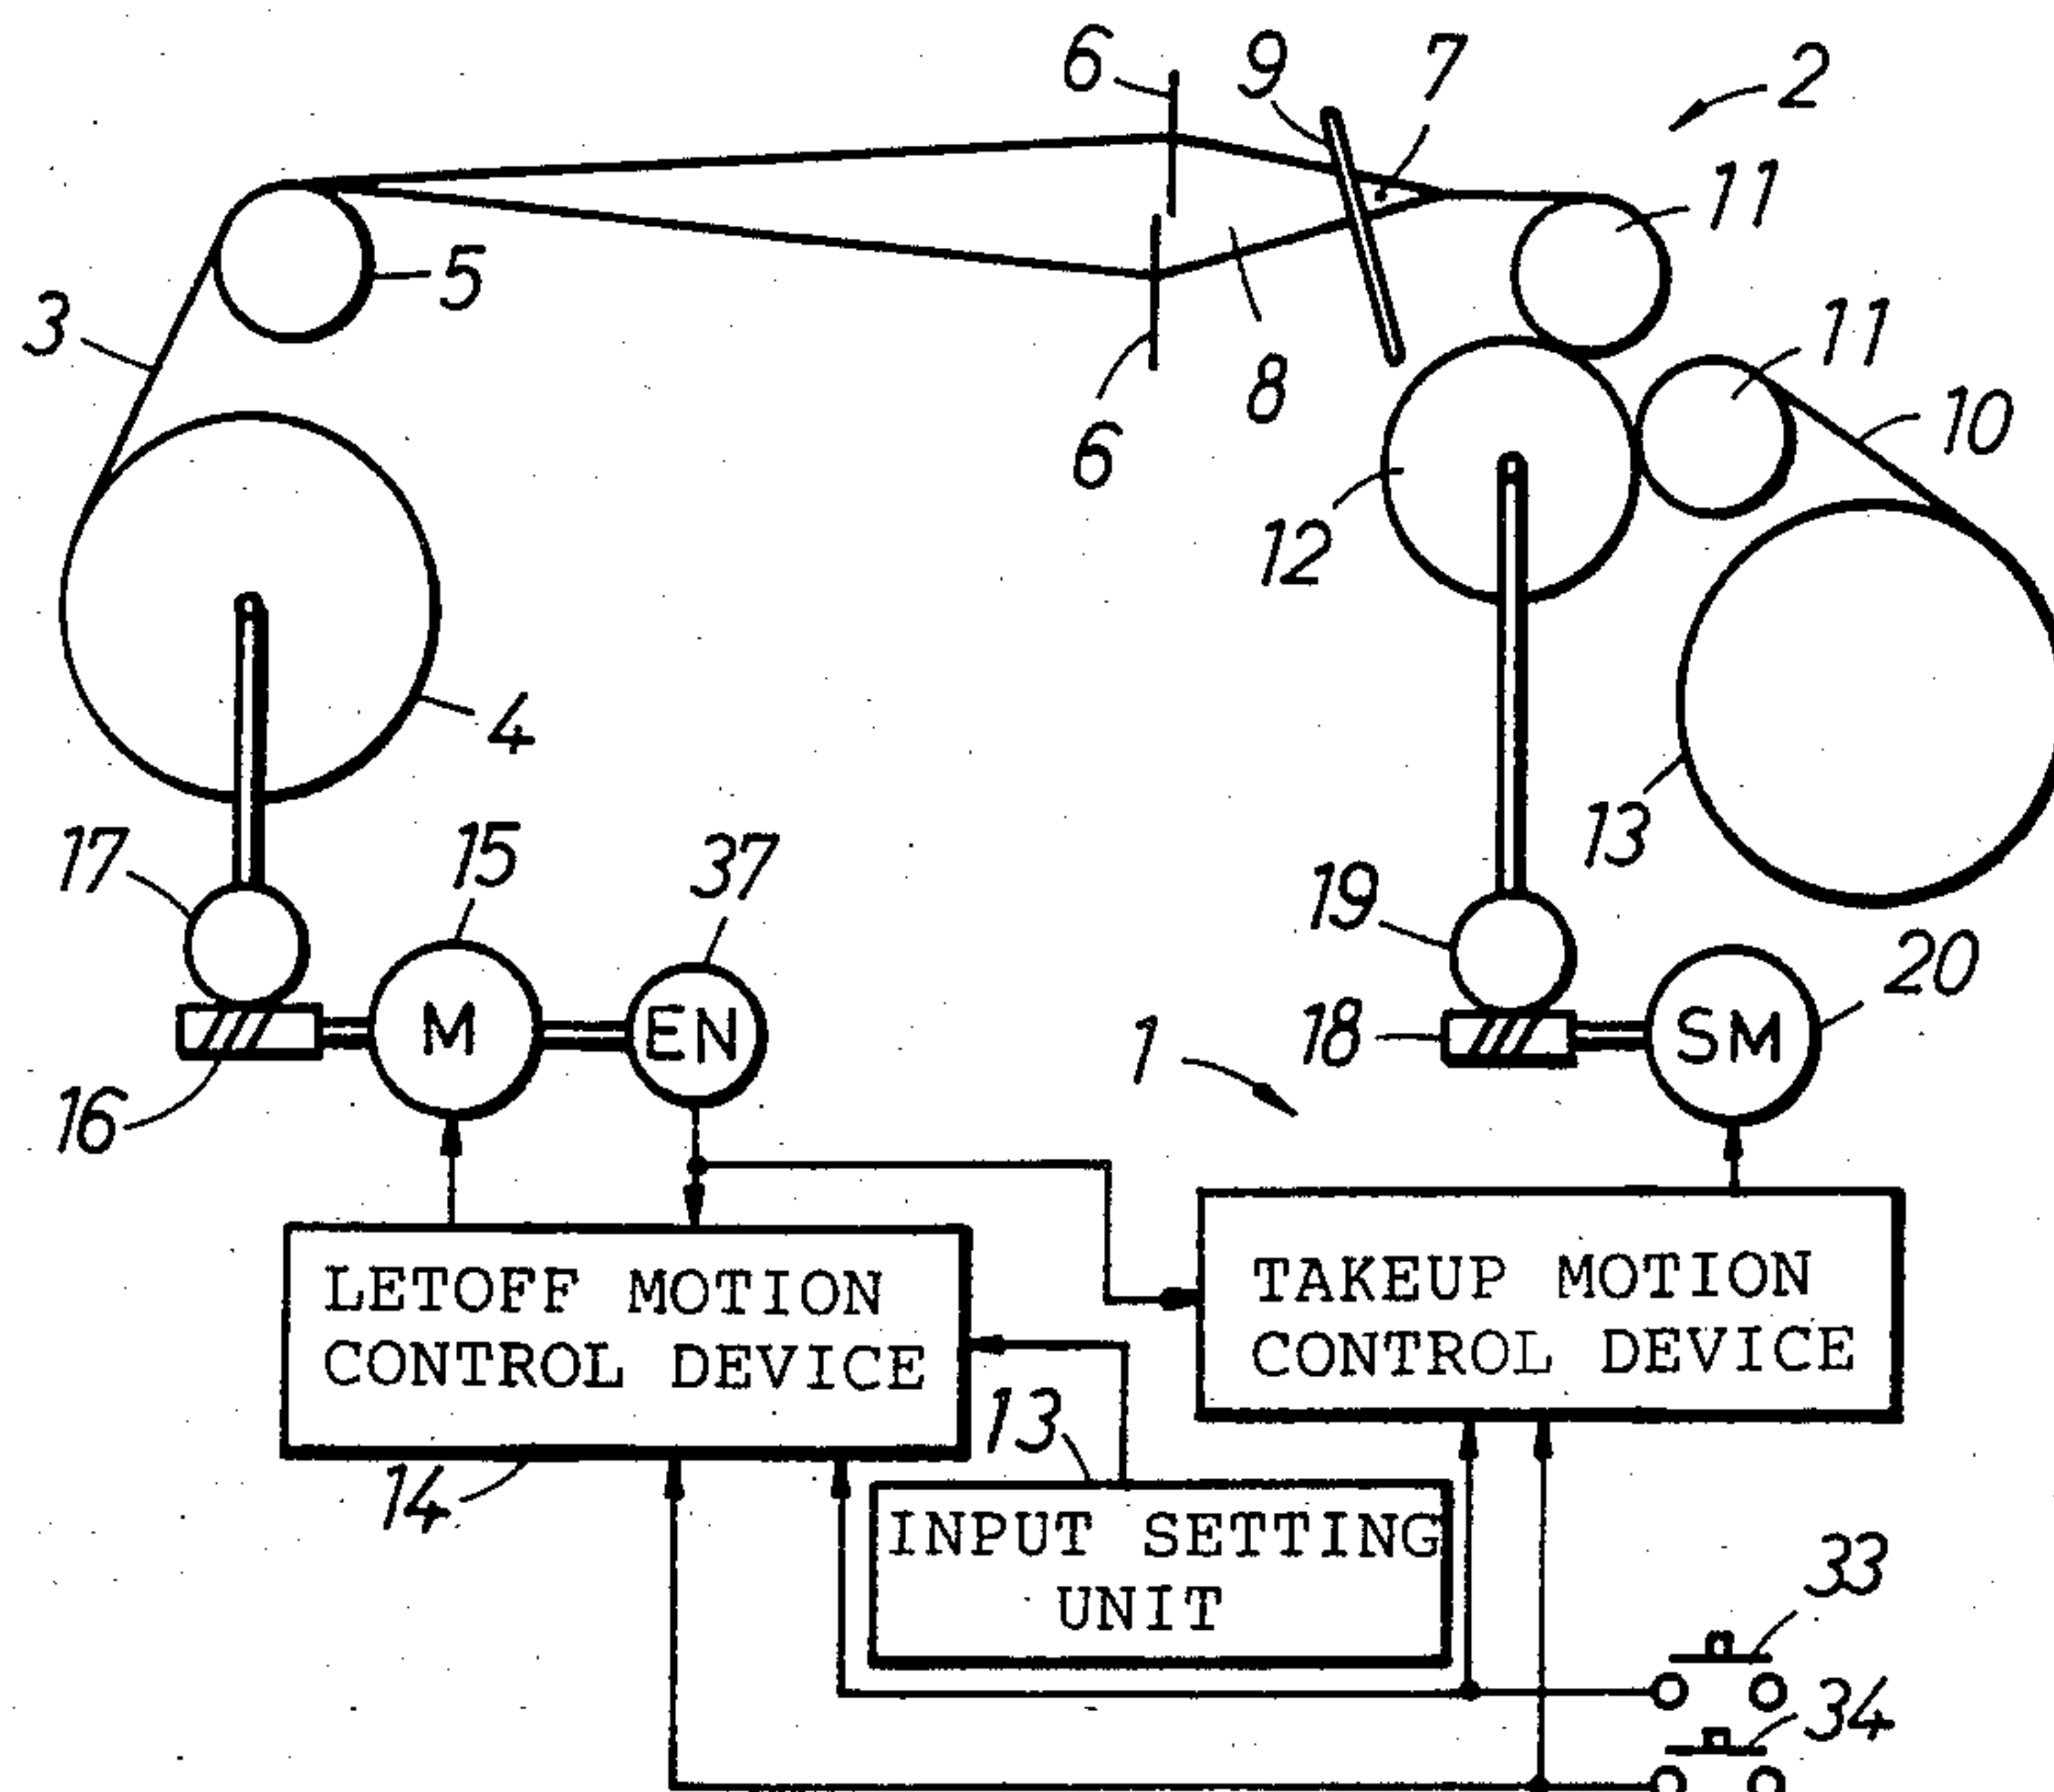 6
9
7
2
11
3
5
11
8
10
6
12
4
13
17
15
37
19
20
M
EN
1
18
SM
16
LETOFF MOTION
CONTROL DEVICE
TAKEUP MOTION
CONTROL DEVICE
13
14
INPUT SETTING
UNIT
33
34